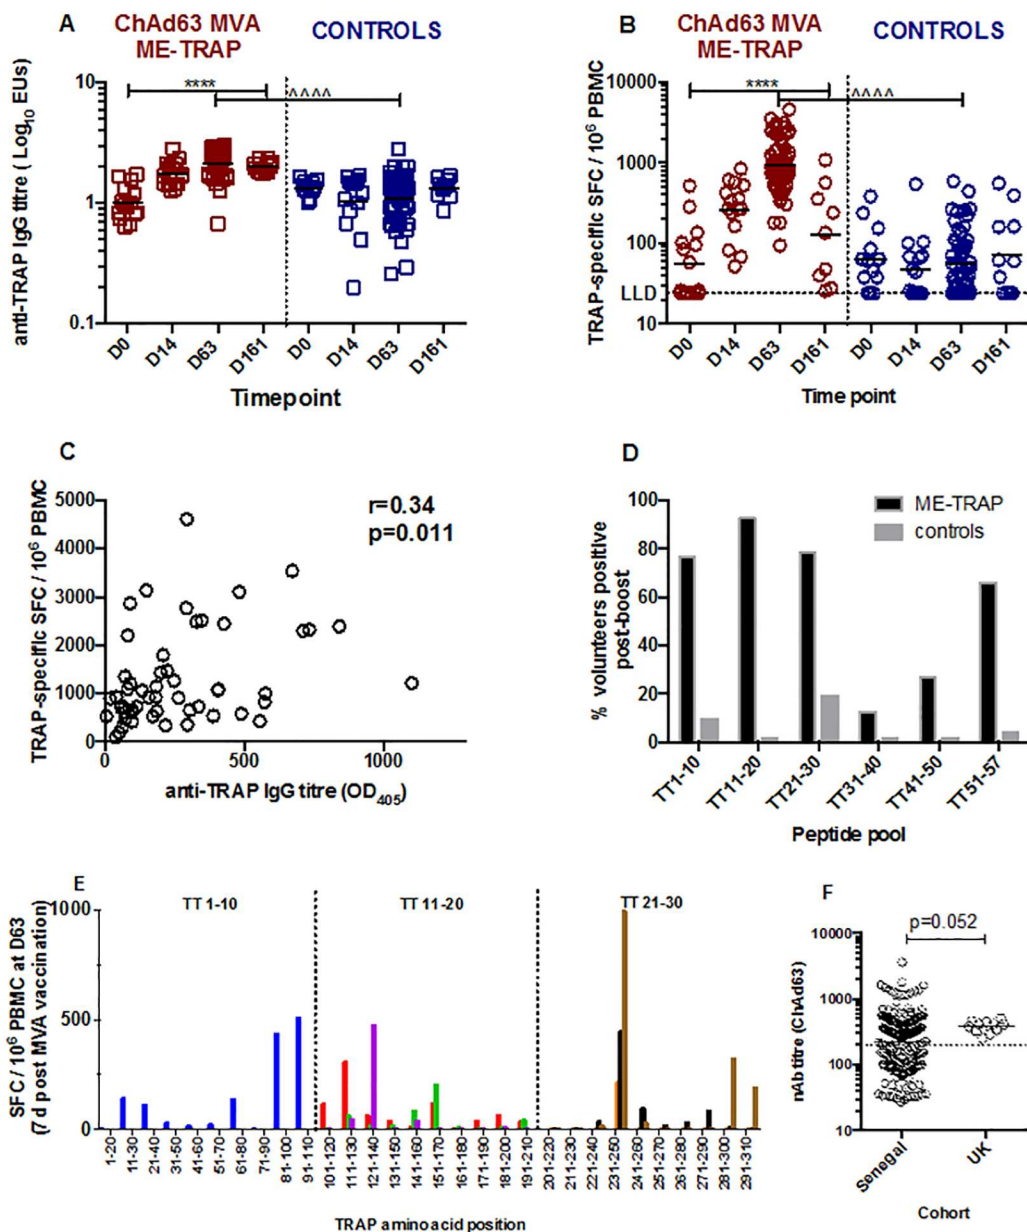 A
ChAd63 MVA
ME-TRAP
CONTROLS
anti-TRAP IgG titre ( Log10 EUs)
10
1
0.1
****
^^^^
D0
D14
D63
D161
D0
D14
D63
D161
Timepoint
B
ChAd63 MVA
ME-TRAP
CONTROLS
TRAP-specific SFC / 10⁶ PBMC
10000
1000
100
LLD
10
****
^^^^
D0
D14
D63
D161
D0
D14
D63
D161
Time point
C
TRAP-specific SFC / 10⁶ PBMC
5000
4000
3000
2000
1000
0
r=0.34
p=0.011
0
500
1000
anti-TRAP IgG titre (OD405)
D
% volunteers positive
post-boost
100
80
60
40
20
0
ME-TRAP
controls
TT1-10
TT11-20
TT21-30
TT31-40
TT41-50
TT51-57
Peptide pool
E
SFC / 10⁶ PBMC at D63
(7 d post MVA vaccination)
1000
500
0
TT 1-10
TT 11-20
TT 21-30
1-20
11-30
21-40
31-50
41-60
51-70
61-80
71-90
81-100
91-110
101-120
111-130
121-140
131-150
141-160
151-170
161-180
171-190
181-200
191-210
201-220
211-230
221-240
231-250
241-260
251-270
261-280
271-290
281-300
291-310
TRAP amino acid position
F
nAb titre (ChAd63)
10000
1000
100
10
p=0.052
Senegal
UK
Cohort